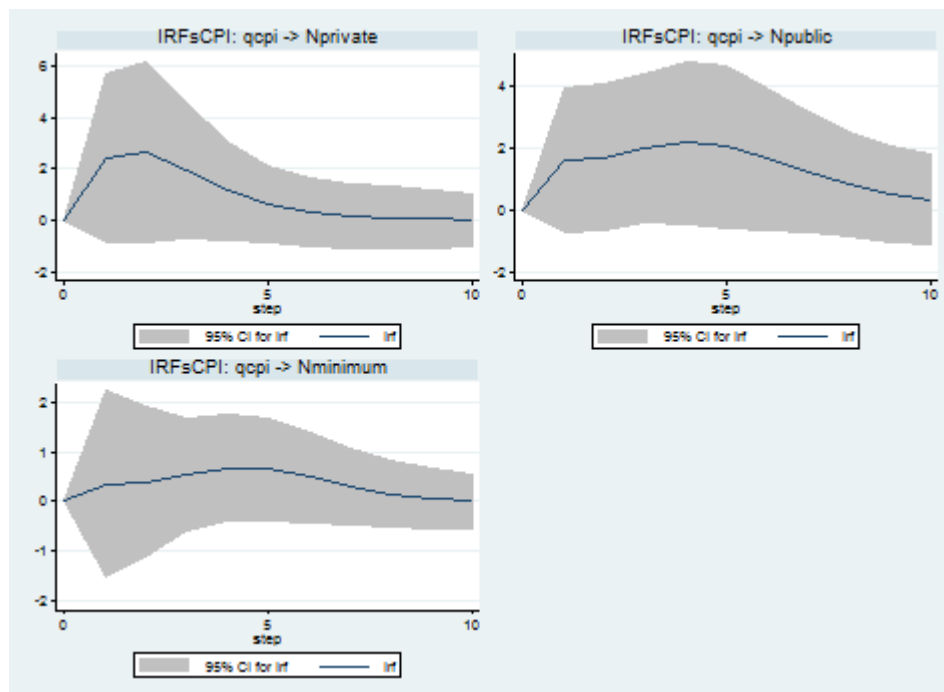 IRFsCPI: qcpi -> Nprivate
6
4
2
0
-2
0 5 10
step
95% CI for irf irf
IRFsCPI: qcpi -> Npublic
4
2
0
-2
0 5 10
step
95% CI for irf irf
IRFsCPI: qcpi -> Nminimum
2
1
0
-1
-2
0 5 10
step
95% CI for irf irf